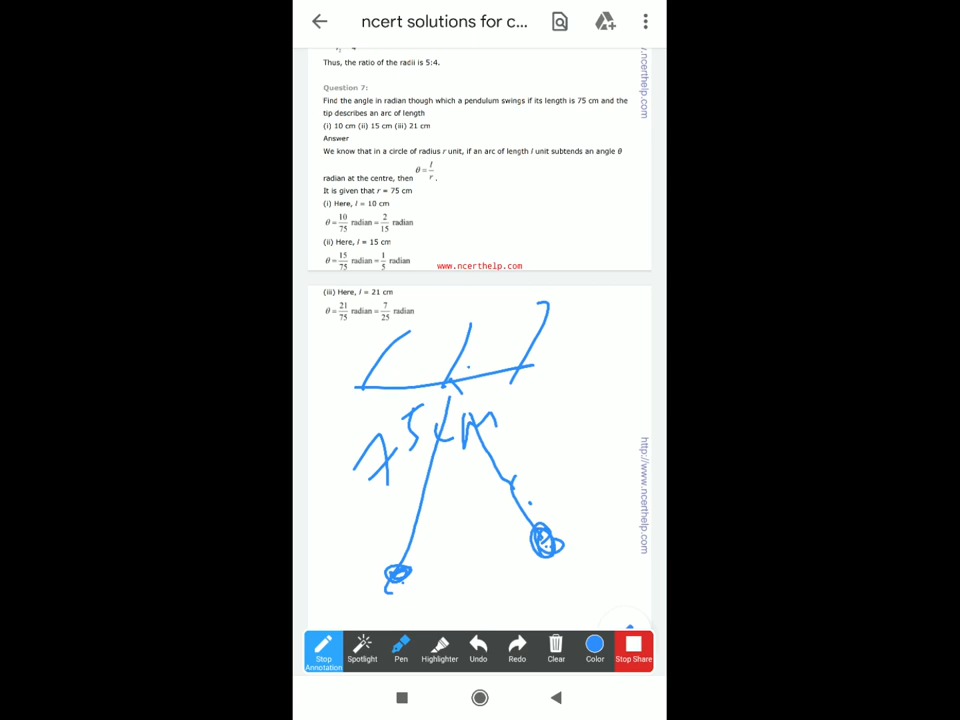 ncert solutions for c...
Thus, the ratio of the radii is 5:4.
Question 7:
Find the angle in radian though which a pendulum swings if its length is 75 cm and the
tip describes an arc of length
(i) 10 cm (ii) 15 cm (iii) 21 cm
Answer
We know that in a circle of radius r unit, if an arc of length l unit subtends an angle θ
radian at the centre, then θ = l/r.
It is given that r = 75 cm
(i) Here, l = 10 cm
θ = 10/75 radian = 2/15 radian
(ii) Here, l = 15 cm
θ = 15/75 radian = 1/5 radian
www.ncerthelp.com
(iii) Here, l = 21 cm
θ = 21/75 radian = 7/25 radian
75cm
.ncerthelp.com
http://www.ncerthelp.com
Stop Annotation
Spotlight
Pen
Highlighter
Undo
Redo
Clear
Color
Stop Share